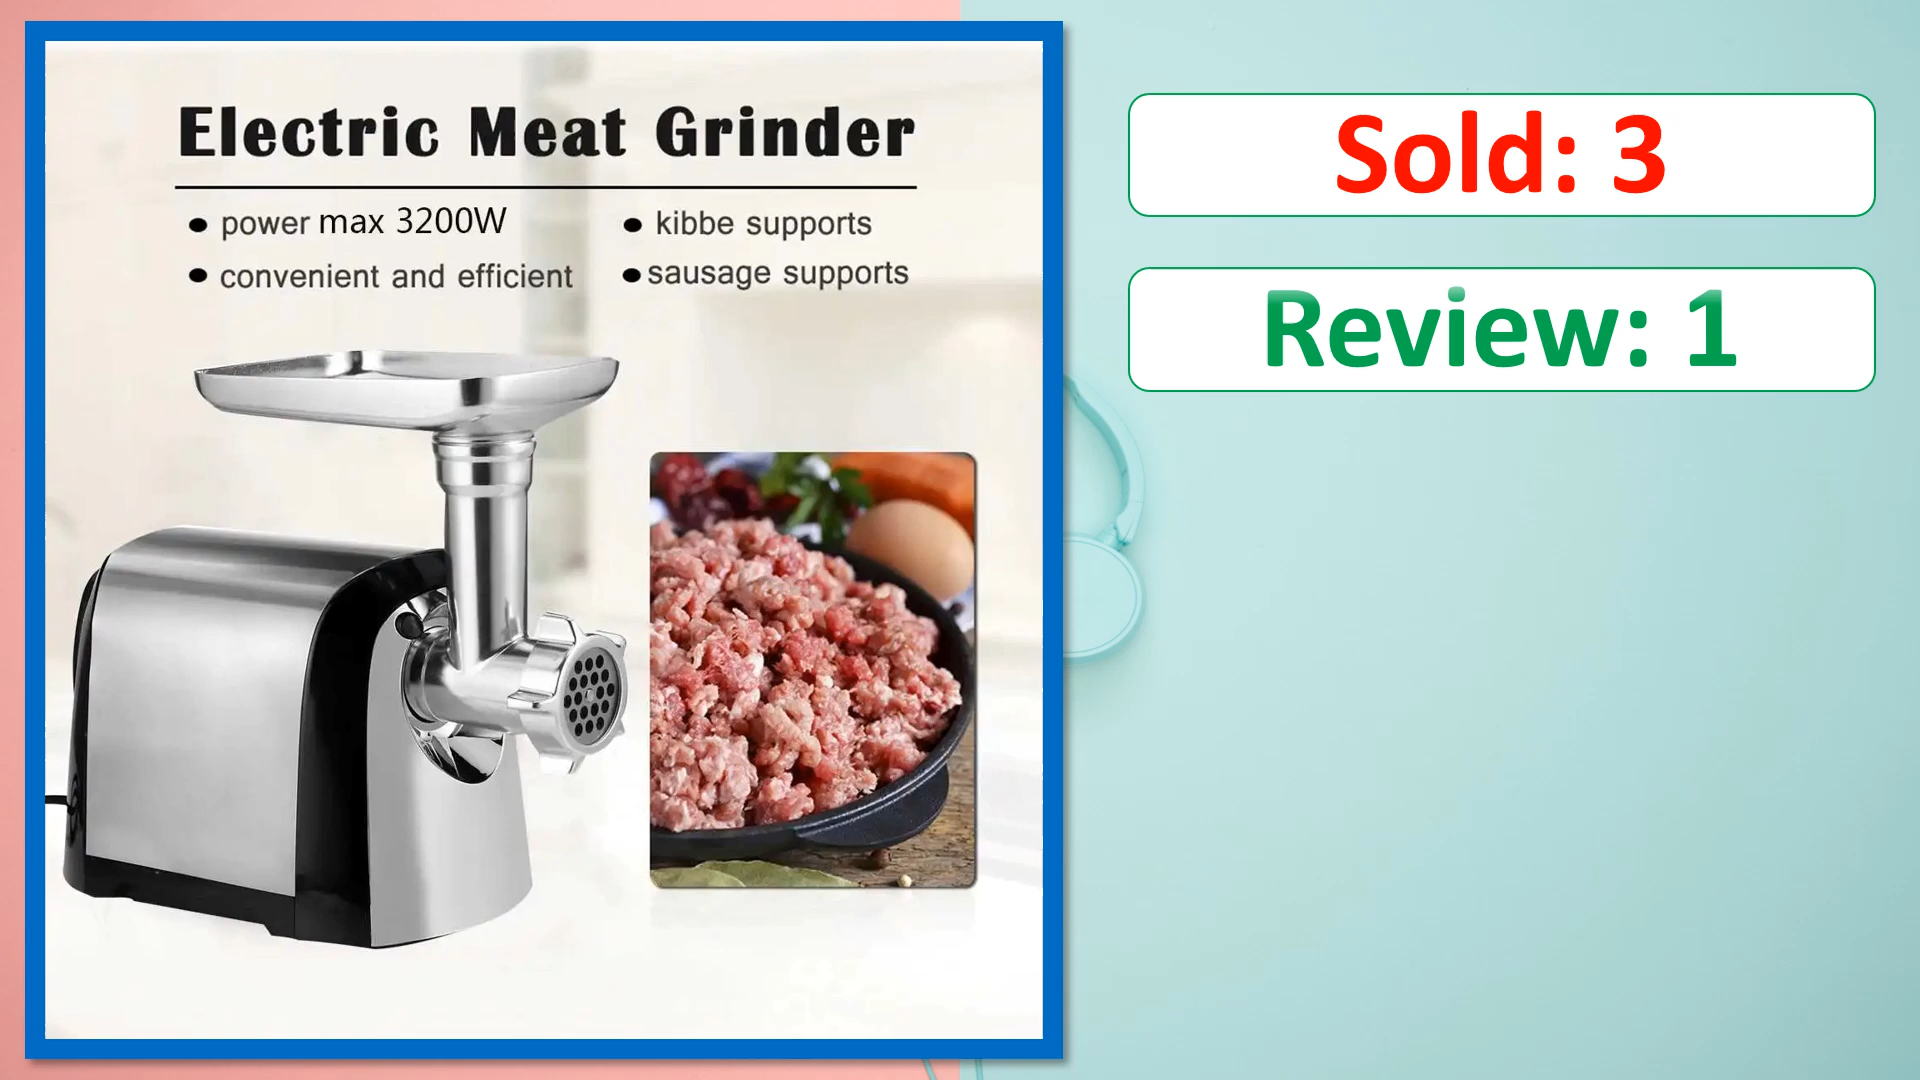 Electric Meat Grinder
● power max 3200W
● kibbe supports
● convenient and efficient
● sausage supports
Sold: 3
Review: 1